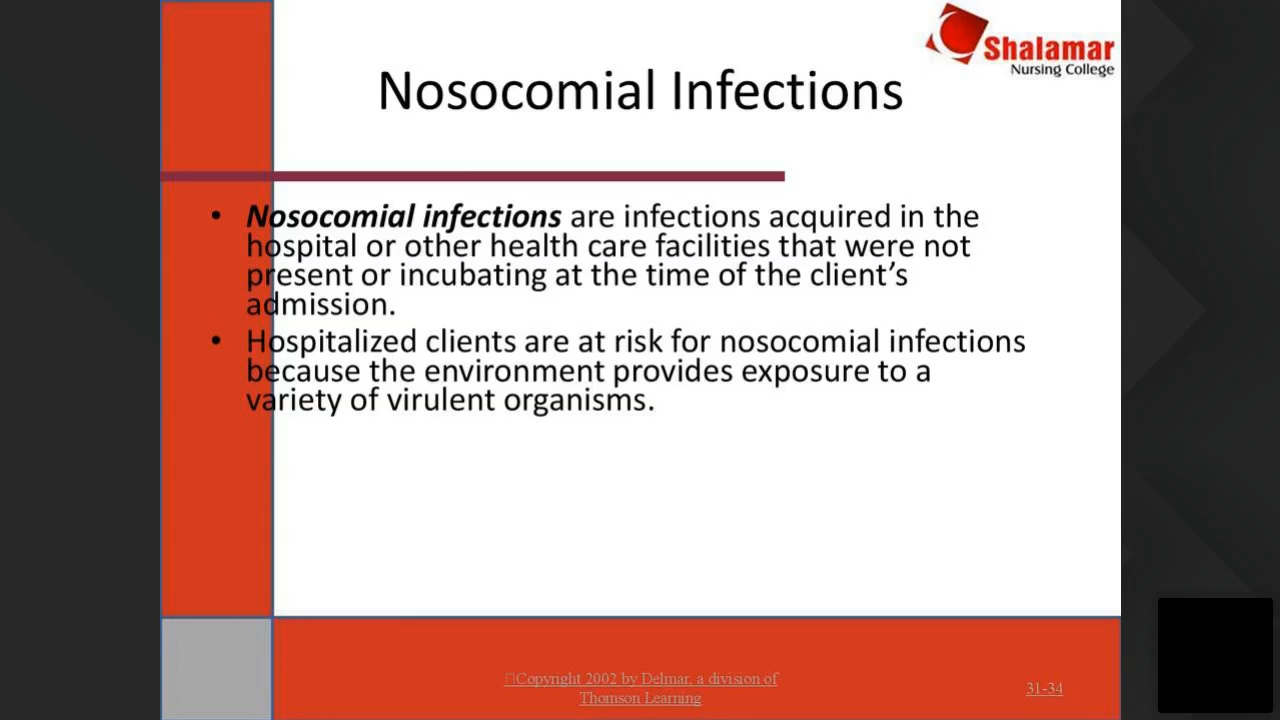 Shalamar
Nursing College
Nosocomial Infections
• Nosocomial infections are infections acquired in the
hospital or other health care facilities that were not
present or incubating at the time of the client’s
admission.
• Hospitalized clients are at risk for nosocomial infections
because the environment provides exposure to a
variety of virulent organisms.
Copyright 2002 by Delmar, a division of
Thomson Learning
31-34